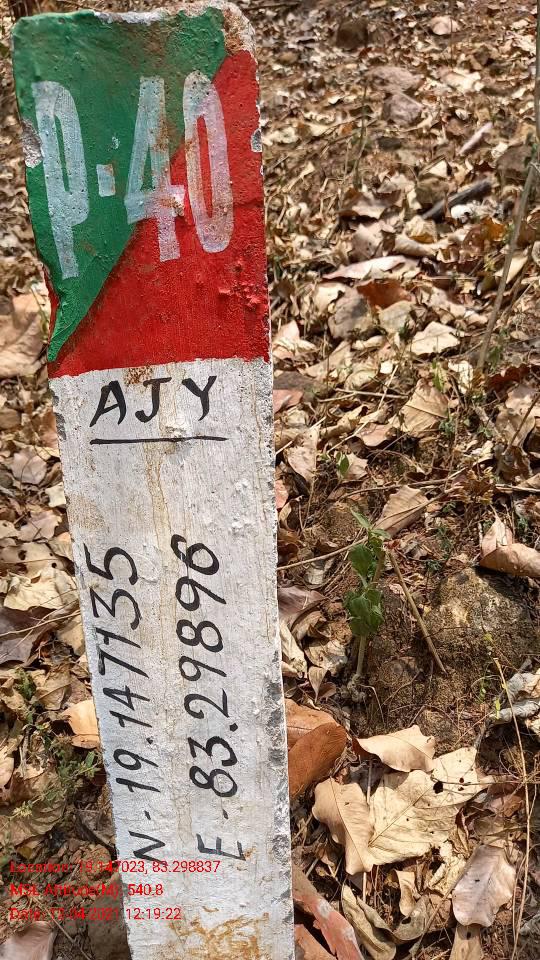 P-40
AJY
N-19.147135
E-83.29896
Location: 19.147023, 83.298837
MSL Altitude(M): 540.8
Date: 13-04-2021 12:19:22